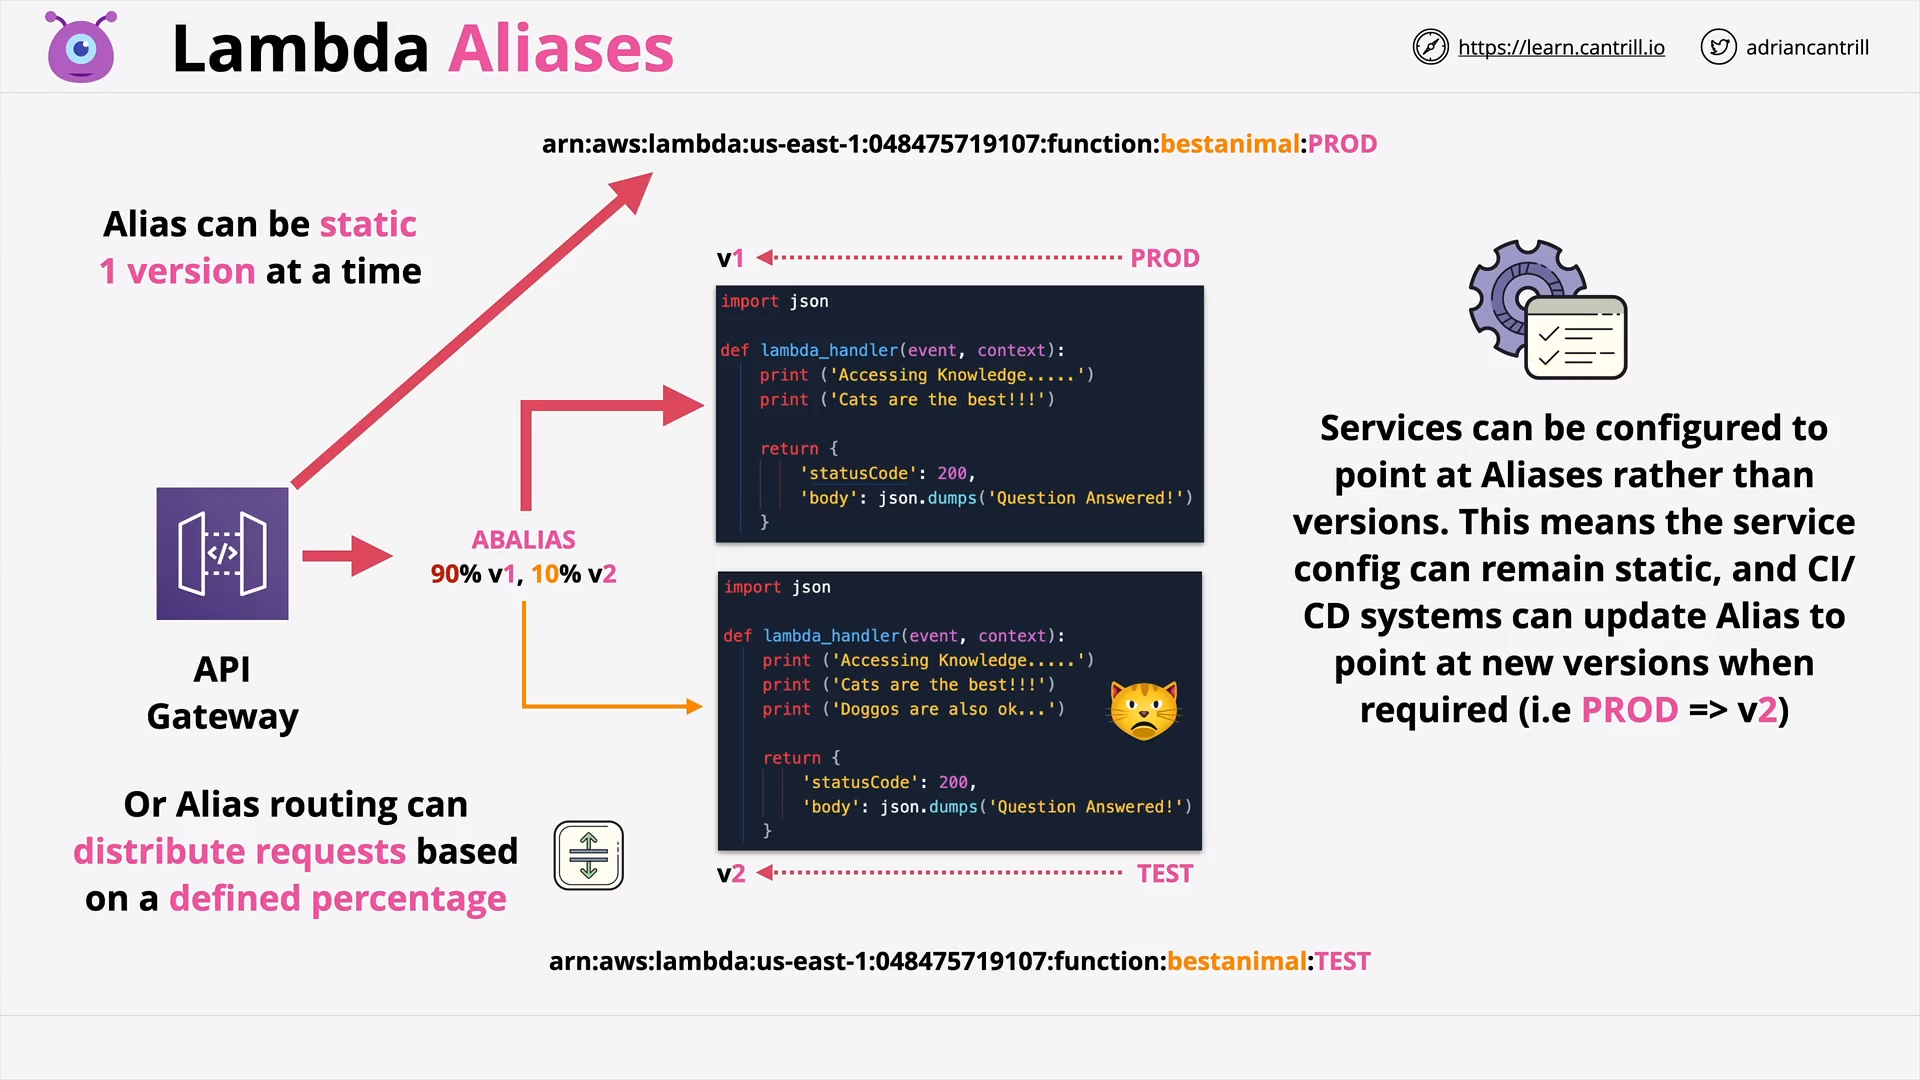 Lambda Aliases
https://learn.cantrill.io
adriancantrill
arn:aws:lambda:us-east-1:048475719107:function:bestanimal:PROD
Alias can be static
1 version at a time
v1
PROD
import json
def lambda_handler(event, context):
print ('Accessing Knowledge.....')
print ('Cats are the best!!!')
return {
'statusCode': 200,
'body': json.dumps('Question Answered!')
}
ABALIAS
90% v1, 10% v2
API
Gateway
import json
def lambda_handler(event, context):
print ('Accessing Knowledge.....')
print ('Cats are the best!!!')
print ('Doggos are also ok...')
return {
'statusCode': 200,
'body': json.dumps('Question Answered!')
}
v2
TEST
Services can be configured to
point at Aliases rather than
versions. This means the service
config can remain static, and CI/
CD systems can update Alias to
point at new versions when
required (i.e PROD => v2)
Or Alias routing can
distribute requests based
on a defined percentage
arn:aws:lambda:us-east-1:048475719107:function:bestanimal:TEST